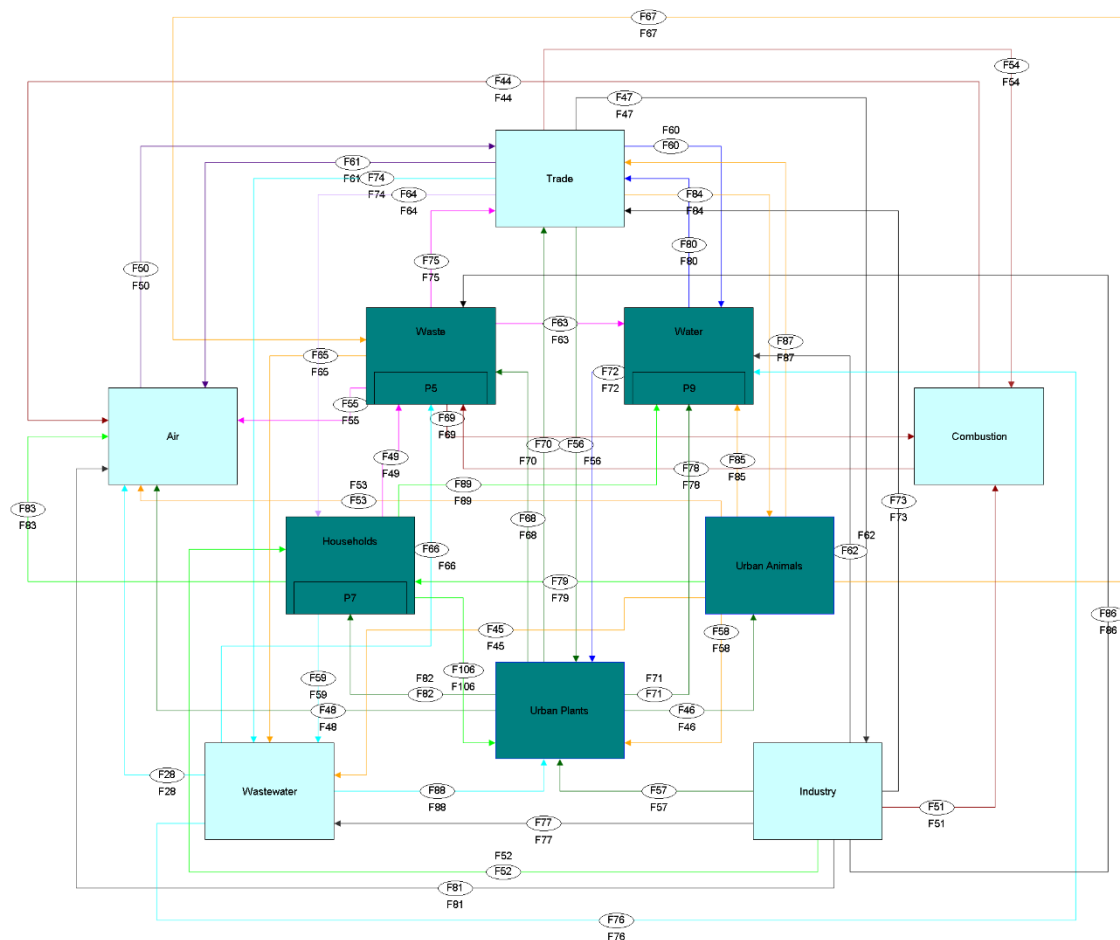 F67
F67
F54
F54
F44
F44
F47
F47
F60
F60
F61
F61
F74
F74
F64
F64
Trade
F84
F84
F80
F80
F50
F50
F75
F75
Waste
F63
F63
Water
F87
F87
F65
F65
F72
F72
P5
P9
F55
F55
F69
F69
Air
F70
F70
F56
F56
Combustion
F49
F49
F85
F85
F78
F78
F53
F53
F89
F89
F83
F83
F73
F73
F68
F68
Households
F66
F66
F62
F62
Urban Animals
F79
F79
P7
F86
F86
F45
F45
F58
F58
F59
F59
F106
F106
F82
F82
F71
F71
F48
F48
Urban Plants
F46
F46
F28
F28
Wastewater
F88
F88
F57
F57
Industry
F51
F51
F77
F77
F52
F52
F81
F81
F76
F76